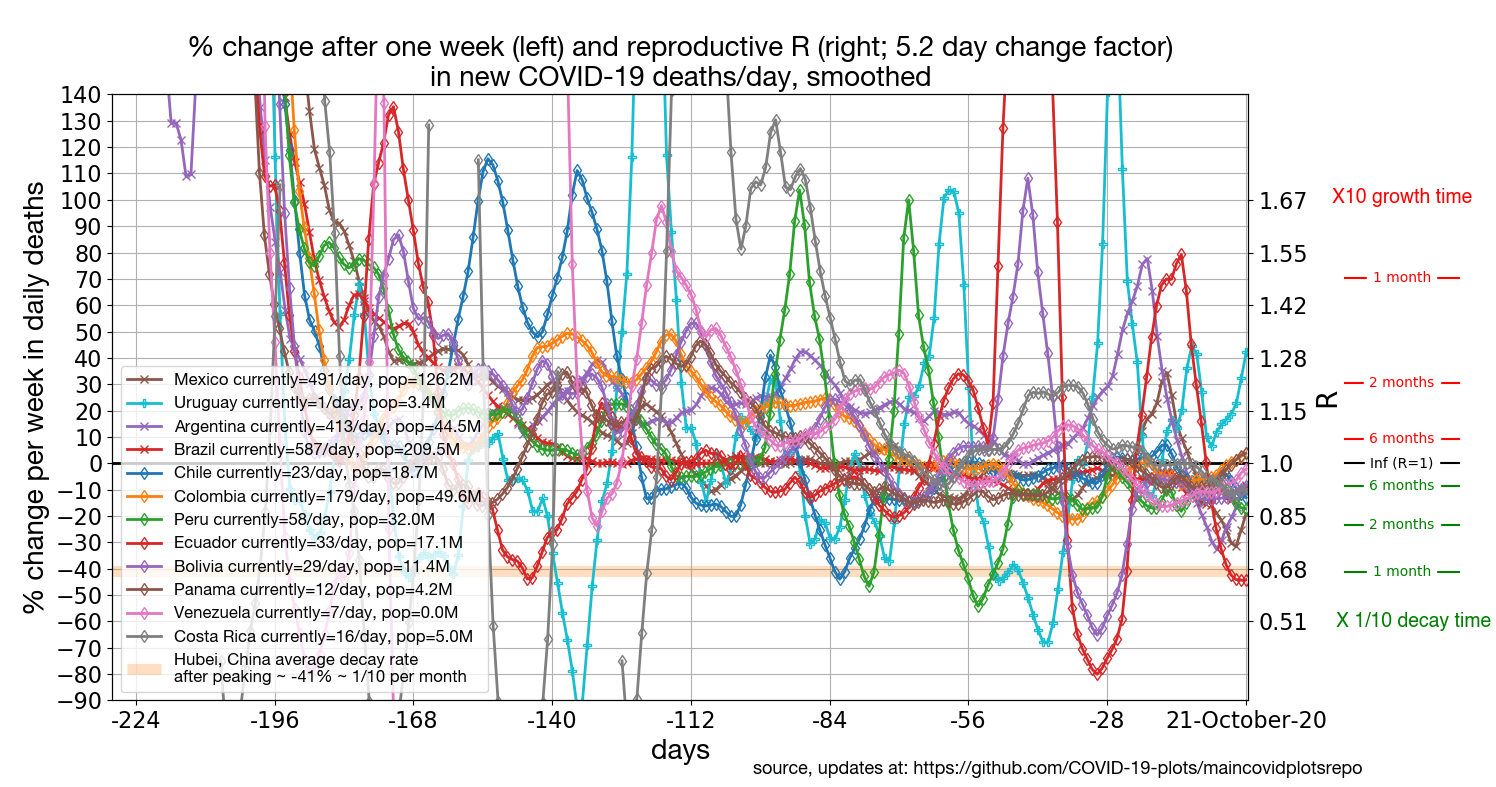 % change after one week (left) and reproductive R (right; 5.2 day change factor)
in new COVID-19 deaths/day, smoothed
% change per week in daily deaths
140
130
120
110
100
90
80
70
60
50
40
30
20
10
0
−10
−20
−30
−40
−50
−60
−70
−80
−90
Mexico currently=491/day, pop=126.2M
Uruguay currently=1/day, pop=3.4M
Argentina currently=413/day, pop=44.5M
Brazil currently=587/day, pop=209.5M
Chile currently=23/day, pop=18.7M
Colombia currently=179/day, pop=49.6M
Peru currently=58/day, pop=32.0M
Ecuador currently=33/day, pop=17.1M
Bolivia currently=29/day, pop=11.4M
Panama currently=12/day, pop=4.2M
Venezuela currently=7/day, pop=0.0M
Costa Rica currently=16/day, pop=5.0M
Hubei, China average decay rate
after peaking ~ -41% ~ 1/10 per month
-224
-196
-168
-140
-112
-84
-56
-28
21-October-20
days
1.67
1.55
1.42
1.28
1.15
1.0
0.85
0.68
0.51
R
X10 growth time
1 month
2 months
6 months
Inf (R=1)
6 months
2 months
1 month
X 1/10 decay time
source, updates at: https://github.com/COVID-19-plots/maincovidplotsrepo